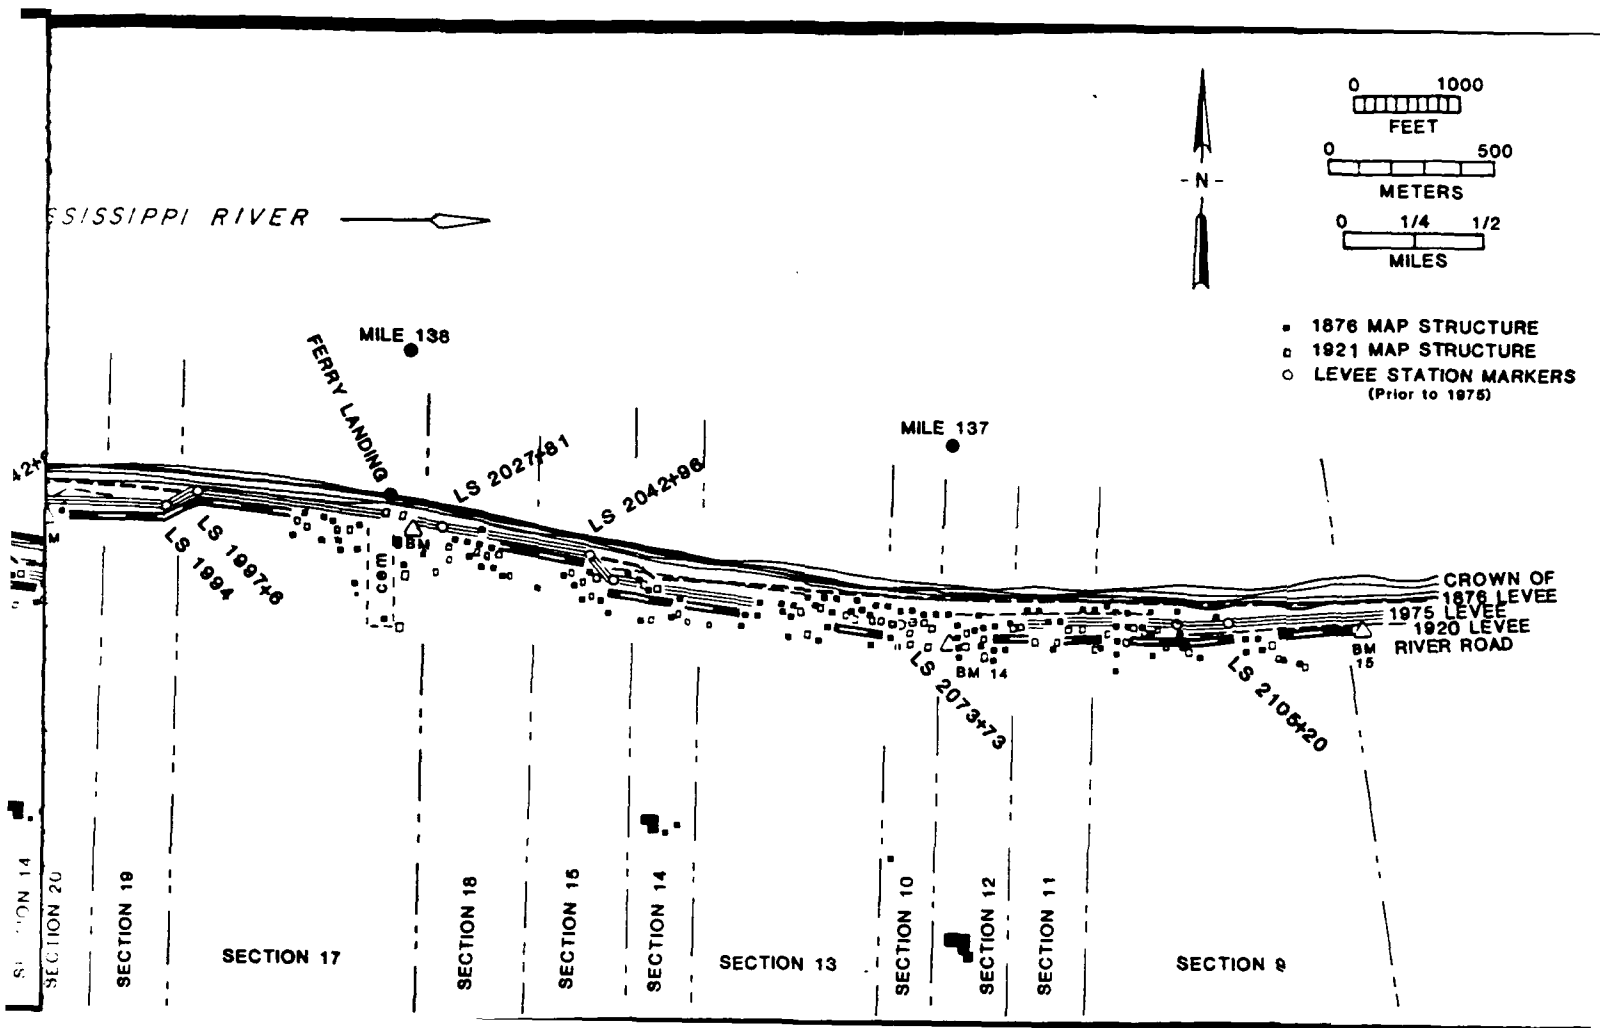 0 1000
FEET
0 500
METERS
0 1/4 1/2
MILES
- N -
SSISSIPPI RIVER
1876 MAP STRUCTURE
1921 MAP STRUCTURE
LEVEE STATION MARKERS
(Prior to 1975)
MILE 138
FERRY LANDING
MILE 137
LS 2027+81
LS 2042+96
42+
LS 1997+6
LS 1994
M
BM
cem
CROWN OF
1876 LEVEE
1975 LEVEE
1920 LEVEE
RIVER ROAD
BM 14
BM
15
LS 2073+73
LS 2105+20
SECTION 20
SECTION 19
SECTION 17
SECTION 18
SECTION 15
SECTION 14
SECTION 13
SECTION 10
SECTION 12
SECTION 11
SECTION 9